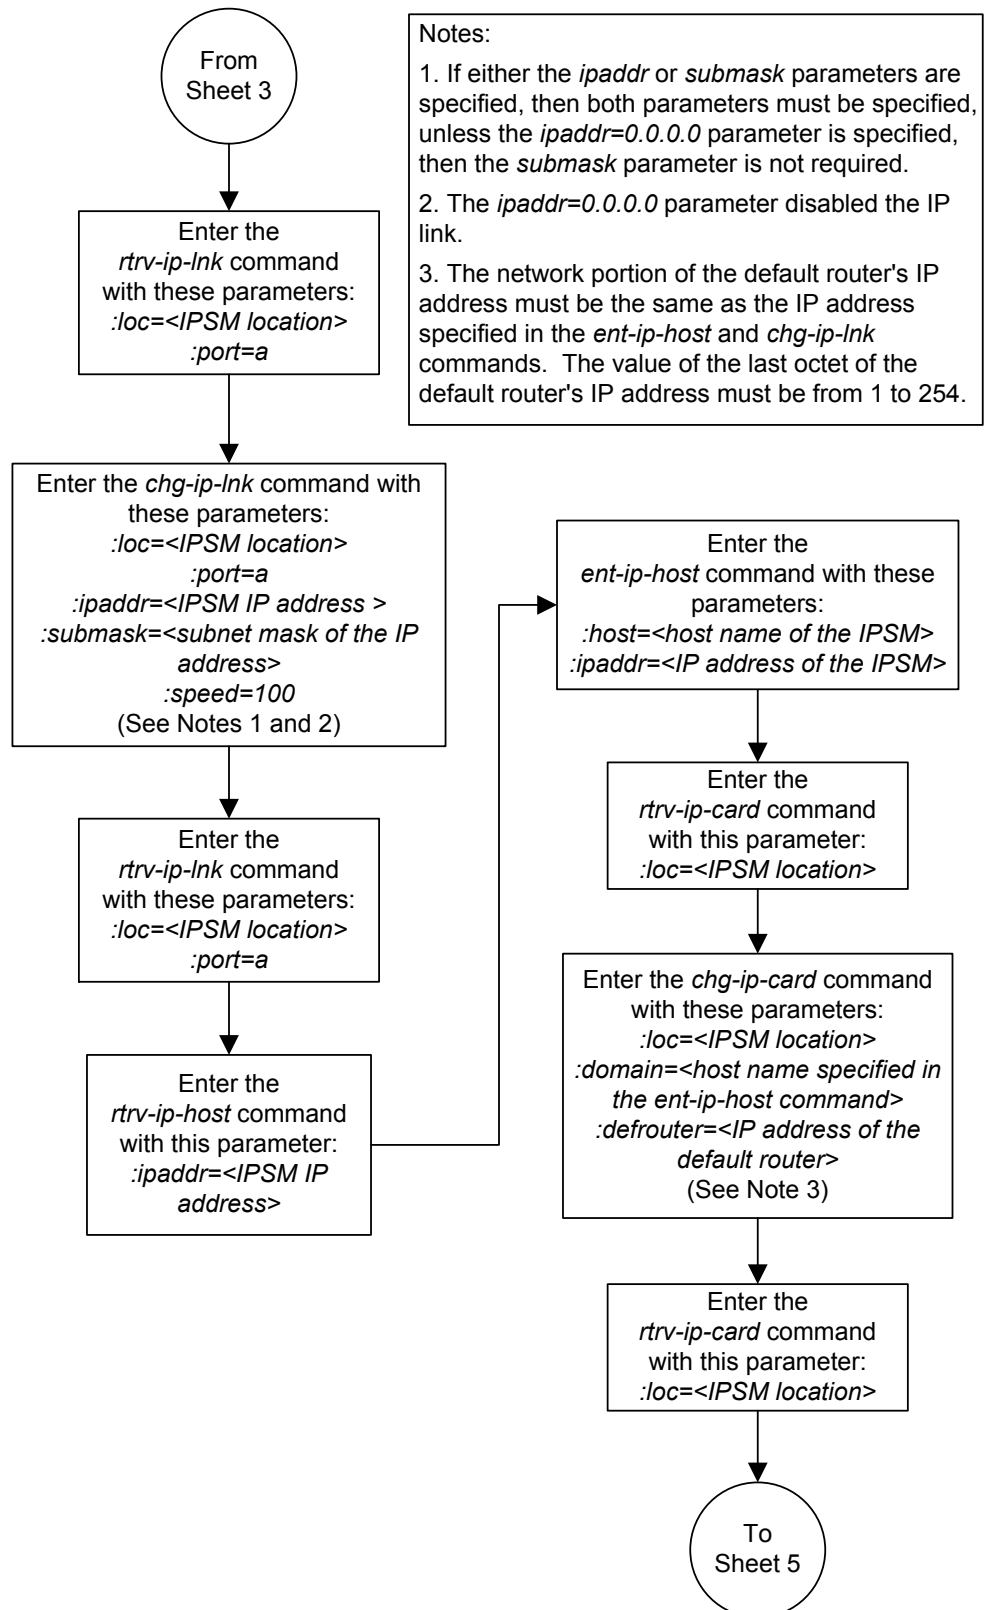 From
Sheet 3
Notes:
1. If either the ipaddr or submask parameters are
specified, then both parameters must be specified,
unless the ipaddr=0.0.0.0 parameter is specified,
then the submask parameter is not required.
2. The ipaddr=0.0.0.0 parameter disabled the IP
link.
3. The network portion of the default router's IP
address must be the same as the IP address
specified in the ent-ip-host and chg-ip-lnk
commands.  The value of the last octet of the
default router's IP address must be from 1 to 254.
Enter the
rtrv-ip-lnk command
with these parameters:
:loc=<IPSM location>
:port=a
Enter the chg-ip-lnk command with
these parameters:
:loc=<IPSM location>
:port=a
:ipaddr=<IPSM IP address >
:submask=<subnet mask of the IP
address>
:speed=100
(See Notes 1 and 2)
Enter the
rtrv-ip-lnk command
with these parameters:
:loc=<IPSM location>
:port=a
Enter the
rtrv-ip-host command
with this parameter:
:ipaddr=<IPSM IP
address>
Enter the
ent-ip-host command with these
parameters:
:host=<host name of the IPSM>
:ipaddr=<IP address of the IPSM>
Enter the
rtrv-ip-card command
with this parameter:
:loc=<IPSM location>
Enter the chg-ip-card command
with these parameters:
:loc=<IPSM location>
:domain=<host name specified in
the ent-ip-host command>
:defrouter=<IP address of the
default router>
(See Note 3)
Enter the
rtrv-ip-card command
with this parameter:
:loc=<IPSM location>
To
Sheet 5